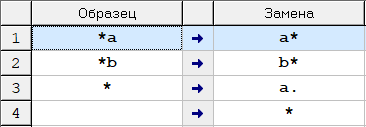 Образец Замена
1 *a → a*
2 *b → b*
3 * → a.
4 → *